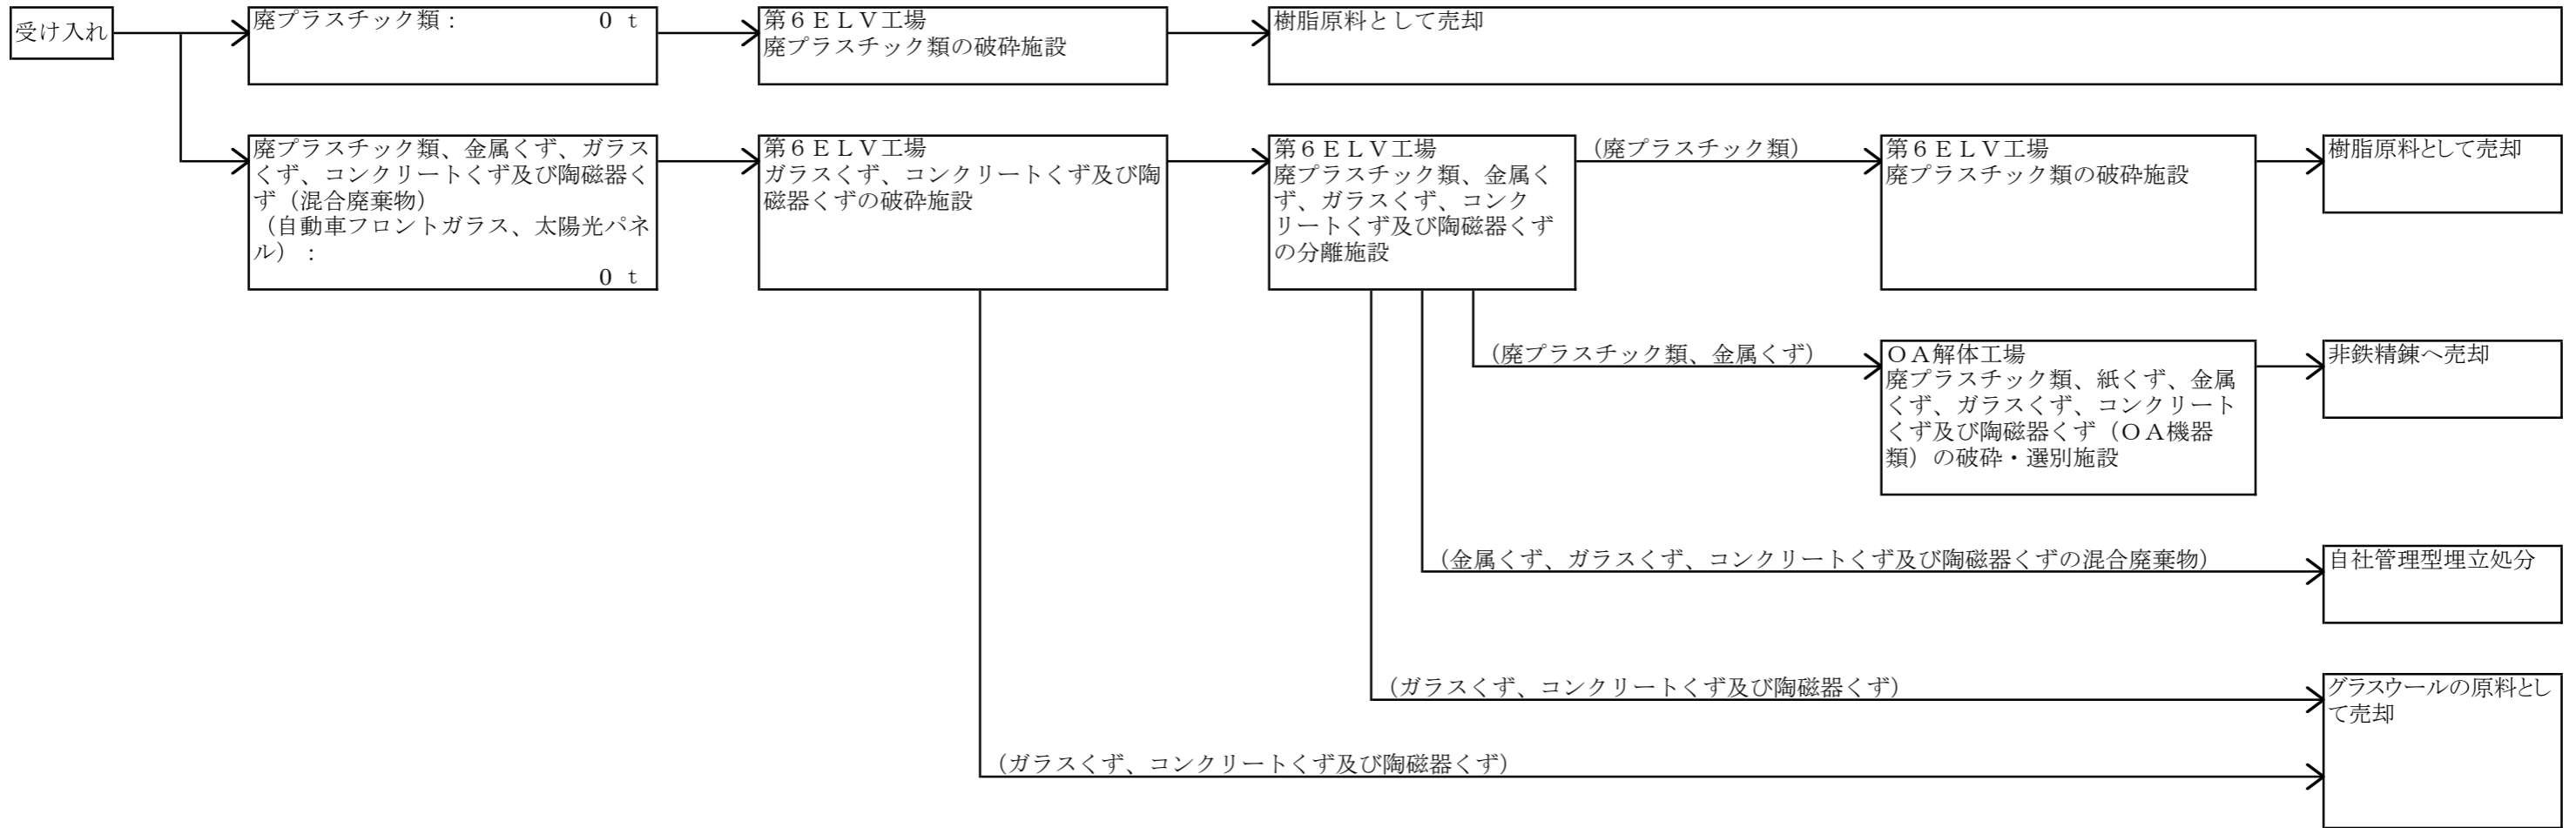 受け入れ
廃プラスチック類： 0 ｔ
第６ＥＬＶ工場
廃プラスチック類の破砕施設
樹脂原料として売却
廃プラスチック類、金属くず、ガラス
くず、コンクリートくず及び陶磁器く
ず（混合廃棄物）
（自動車フロントガラス、太陽光パネ
ル）：
0 ｔ
第６ＥＬＶ工場
ガラスくず、コンクリートくず及び陶
磁器くずの破砕施設
第６ＥＬＶ工場
廃プラスチック類、金属く
ず、ガラスくず、コンク
リートくず及び陶磁器くず
の分離施設
（廃プラスチック類）
第６ＥＬＶ工場
廃プラスチック類の破砕施設
樹脂原料として売却
（廃プラスチック類、金属くず）
ＯＡ解体工場
廃プラスチック類、紙くず、金属
くず、ガラスくず、コンクリート
くず及び陶磁器くず（ＯＡ機器
類）の破砕・選別施設
非鉄精錬へ売却
（金属くず、ガラスくず、コンクリートくず及び陶磁器くずの混合廃棄物）
自社管理型埋立処分
（ガラスくず、コンクリートくず及び陶磁器くず）
グラスウールの原料とし
て売却
（ガラスくず、コンクリートくず及び陶磁器くず）